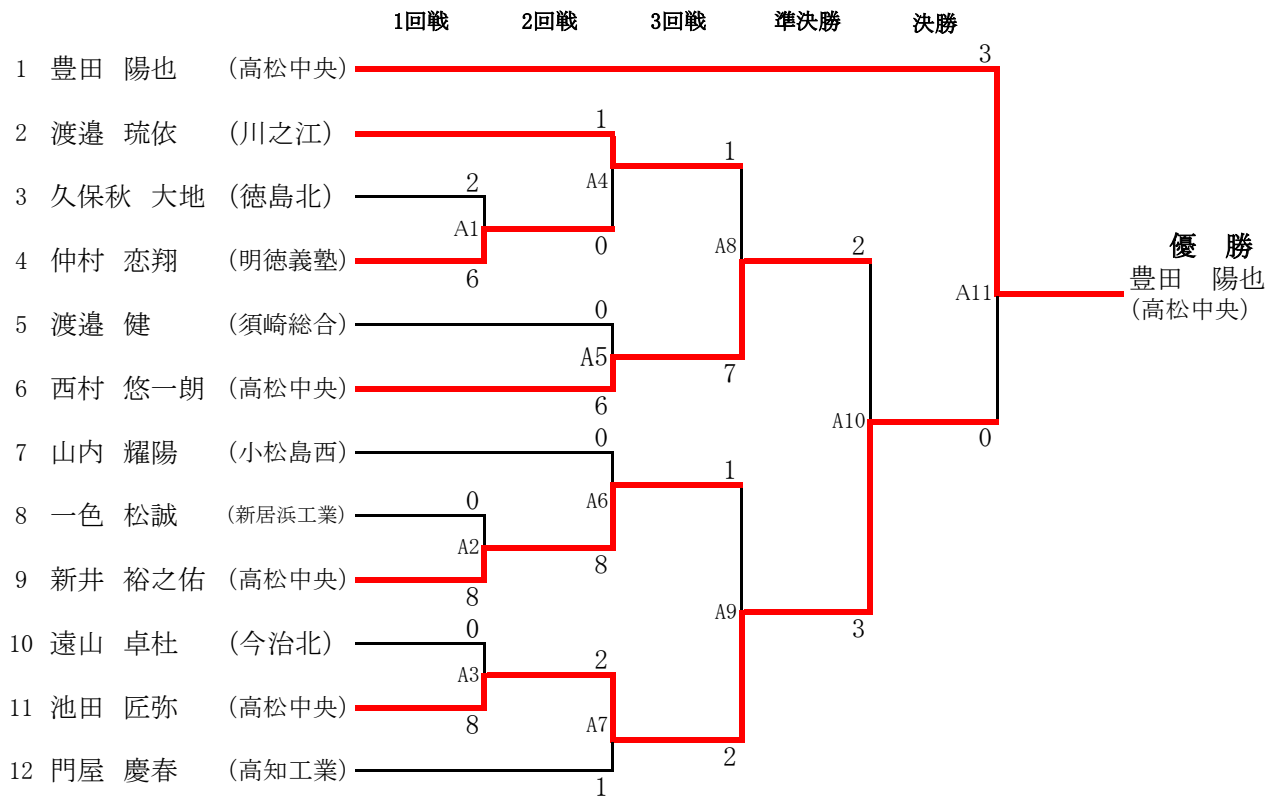 1回戦 2回戦 3回戦 準決勝 決勝
3
1 豊田 陽也 (高松中央)
1
2 渡邉 琉依 (川之江)
1
A4
2
3 久保秋 大地 (徳島北)
A1
0
A8
2
優 勝
4 仲村 恋翔 (明徳義塾)
6
豊田 陽也
A11
(高松中央)
0
5 渡邉 健 (須崎総合)
A5
7
6 西村 悠一朗 (高松中央)
6
A10
0
0
7 山内 耀陽 (小松島西)
1
0
A6
8 一色 松誠 (新居浜工業)
A2
8
9 新井 裕之佑 (高松中央)
8
A9
0
3
10 遠山 卓杜 (今治北)
2
A3
11 池田 匠弥 (高松中央)
8
A7
2
12 門屋 慶春 (高知工業)
1